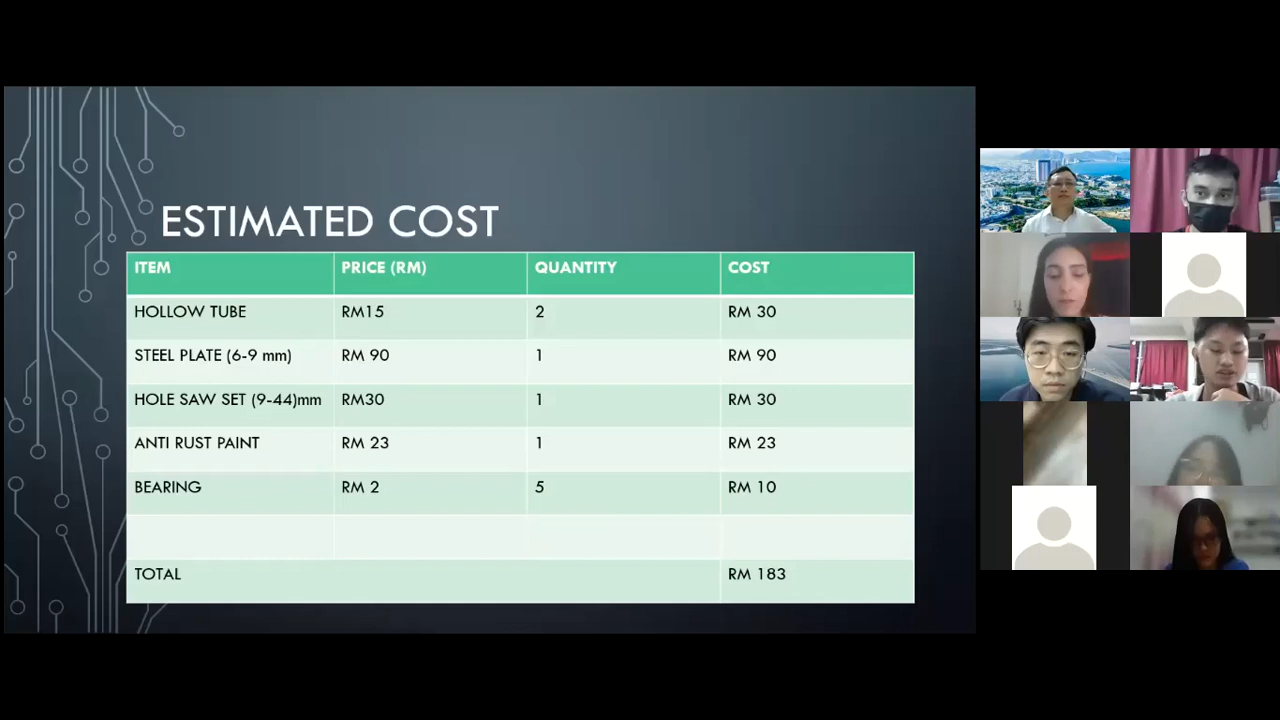 ESTIMATED COST
ITEM PRICE (RM) QUANTITY COST
HOLLOW TUBE RM15 2 RM 30
STEEL PLATE (6-9 mm) RM 90 1 RM 90
HOLE SAW SET (9-44)mm RM30 1 RM 30
ANTI RUST PAINT RM 23 1 RM 23
BEARING RM 2 5 RM 10
TOTAL RM 183